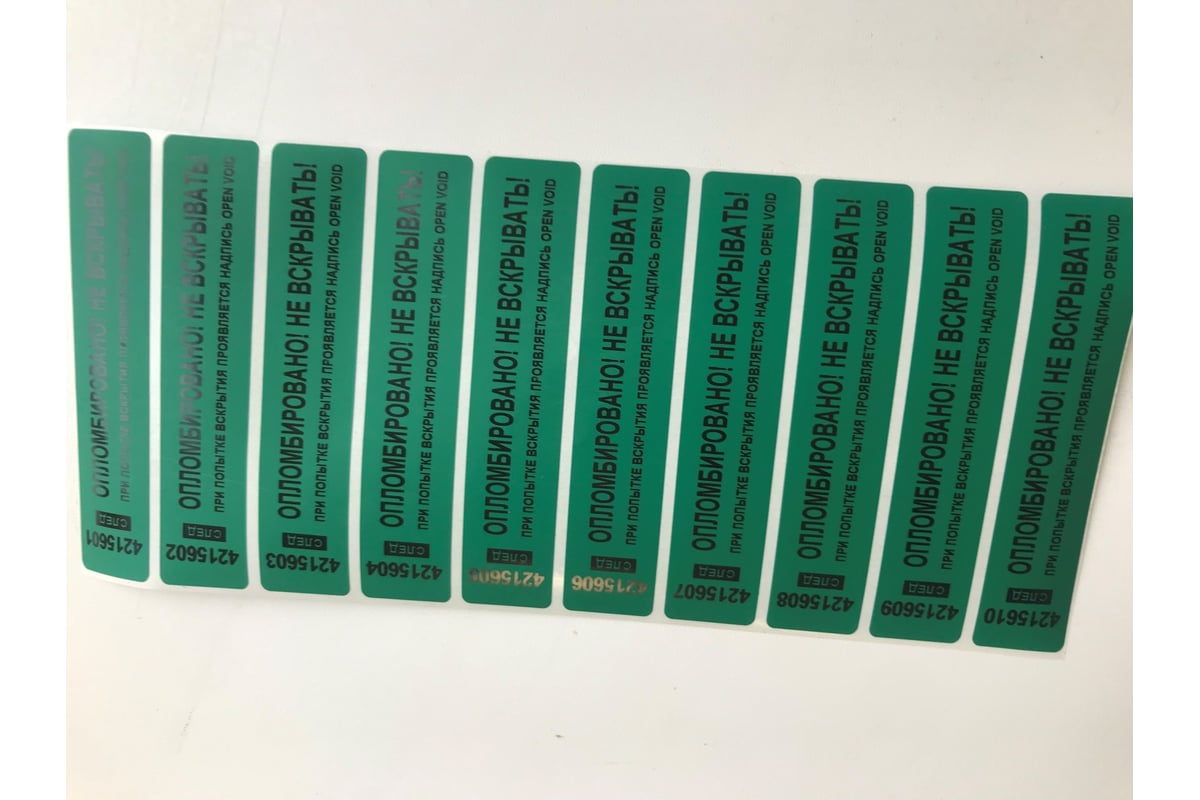 ОПЛОМБИРОВАНО! НЕ ВСКРЫВАТЬ!
ПРИ ПОПЫТКЕ ВСКРЫТИЯ ПРОЯВЛЯЕТСЯ
СЛЕД
4215601
ОПЛОМБИРОВАНО! НЕ ВСКРЫВАТЬ!
ПРИ ПОПЫТКЕ ВСКРЫТИЯ ПРОЯВЛЯЕТСЯ НАДПИСЬ OPEN VOID
СЛЕД
4215602
ОПЛОМБИРОВАНО! НЕ ВСКРЫВАТЬ!
ПРИ ПОПЫТКЕ ВСКРЫТИЯ ПРОЯВЛЯЕТСЯ НАДПИСЬ OPEN VOID
СЛЕД
4215603
ОПЛОМБИРОВАНО! НЕ ВСКРЫВАТЬ!
ПРИ ПОПЫТКЕ ВСКРЫТИЯ ПРОЯВЛЯЕТСЯ НАДПИСЬ OPEN VOID
СЛЕД
4215604
ОПЛОМБИРОВАНО! НЕ ВСКРЫВАТЬ!
ПРИ ПОПЫТКЕ ВСКРЫТИЯ ПРОЯВЛЯЕТСЯ НАДПИСЬ OPEN VOID
СЛЕД
4215605
ОПЛОМБИРОВАНО! НЕ ВСКРЫВАТЬ!
ПРИ ПОПЫТКЕ ВСКРЫТИЯ ПРОЯВЛЯЕТСЯ НАДПИСЬ OPEN VOID
СЛЕД
4215606
ОПЛОМБИРОВАНО! НЕ ВСКРЫВАТЬ!
ПРИ ПОПЫТКЕ ВСКРЫТИЯ ПРОЯВЛЯЕТСЯ НАДПИСЬ OPEN VOID
СЛЕД
4215607
ОПЛОМБИРОВАНО! НЕ ВСКРЫВАТЬ!
ПРИ ПОПЫТКЕ ВСКРЫТИЯ ПРОЯВЛЯЕТСЯ НАДПИСЬ OPEN VOID
СЛЕД
4215608
ОПЛОМБИРОВАНО! НЕ ВСКРЫВАТЬ!
ПРИ ПОПЫТКЕ ВСКРЫТИЯ ПРОЯВЛЯЕТСЯ НАДПИСЬ OPEN VOID
СЛЕД
4215609
ОПЛОМБИРОВАНО! НЕ ВСКРЫВАТЬ!
ПРИ ПОПЫТКЕ ВСКРЫТИЯ ПРОЯВЛЯЕТСЯ НАДПИСЬ OPEN VOID
СЛЕД
4215610